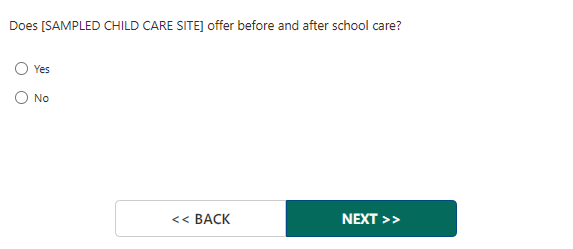 Does [SAMPLED CHILD CARE SITE] offer before and after school care?
Yes
No
<< BACK
NEXT >>